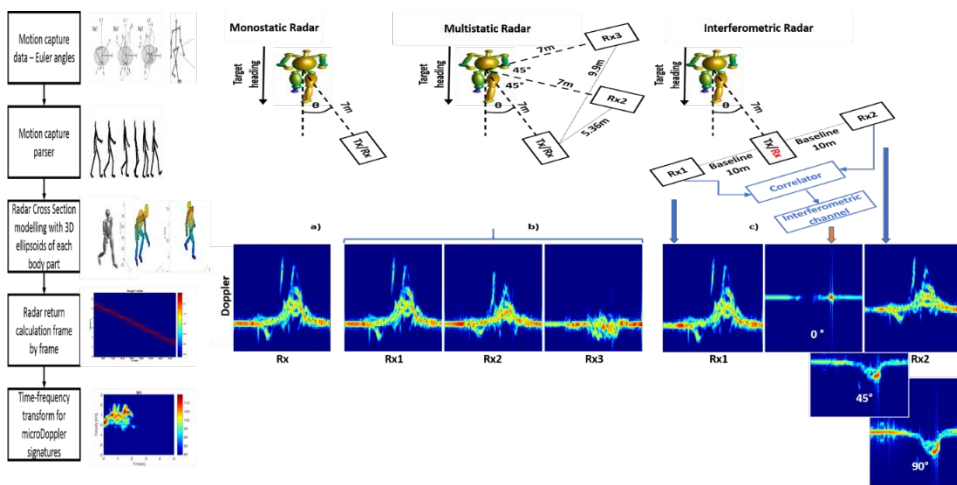 Motion capture
data – Euler angles
Motion capture
parser
Radar Cross Section
modelling with 3D
ellipsoids of each
body part
Radar return
calculation frame
by frame
Time-frequency
transform for
microDoppler
signatures
Monostatic Radar
Target
heading
θ
7m
Tx/Rx
Multistatic Radar
Target
heading
7m
Rx3
45°
45°
7m
9.9m
Rx2
θ
7m
5.36m
Tx/Rx
Interferometric Radar
Target
heading
θ
7m
Rx2
Tx/Rx
Baseline
10m
Baseline
10m
Rx1
Correlator
Interferometric
channel
a)
b)
c)
Doppler
0°
Rx
Rx1
Rx2
Rx3
Rx1
Rx2
45°
90°